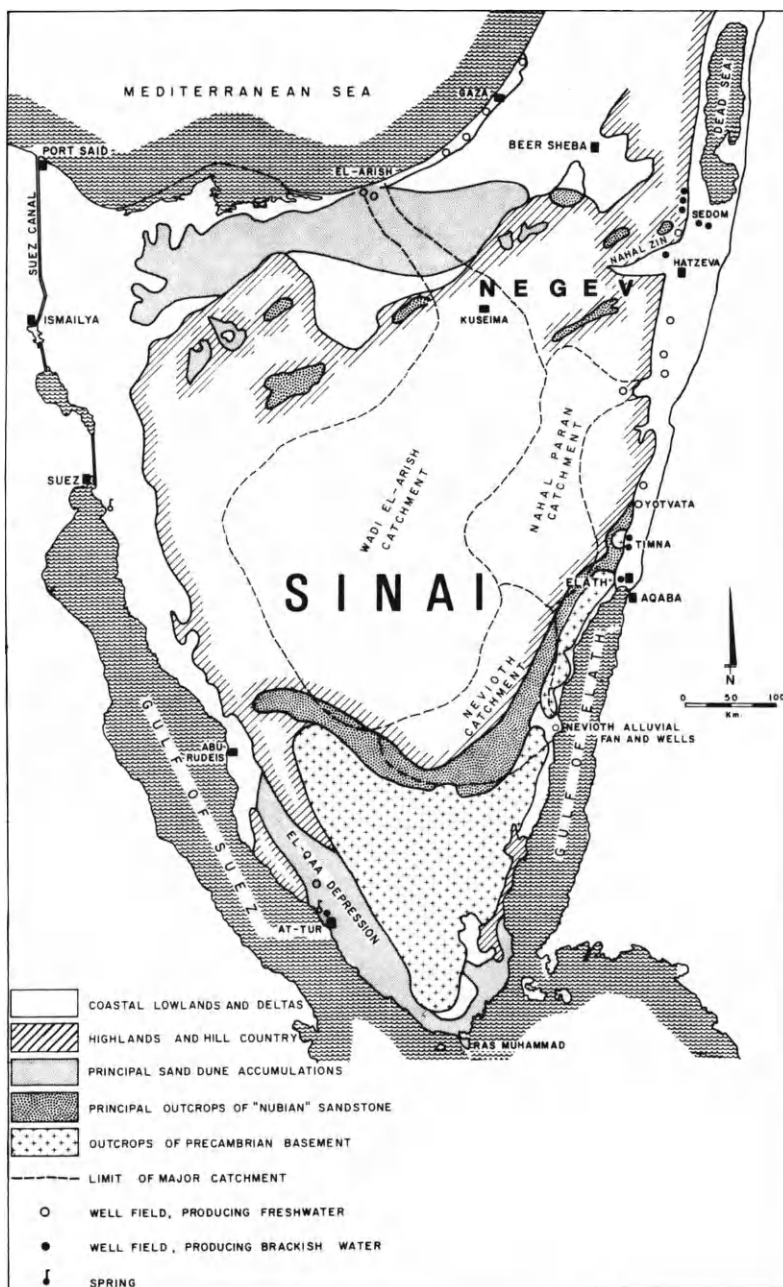 MEDITERRANEAN SEA
DEAD SEA
GAZA
BEER SHEBA
PORT SAID
EL-ARISH
SEDOM
NAHAL ZIN
HATZEVA
SUEZ CANAL
NEGEV
KUSEIMA
ISMAILYA
NAHAL PARAN
CATCHMENT
WADI EL-ARISH
CATCHMENT
SUEZ
YOTVATA
TIMNA
SINAI
ELATH
AQABA
N
0 50 100
Km.
NEVIOTH
CATCHMENT
GULF OF ELATH
NEVIOTH ALLUVIAL
FAN AND WELLS
ABU-
RUDEIS
GULF OF SUEZ
EL-QAA DEPRESSION
AT-TUR
RAS MUHAMMAD
COASTAL LOWLANDS AND DELTAS
HIGHLANDS AND HILL COUNTRY
PRINCIPAL SAND DUNE ACCUMULATIONS
PRINCIPAL OUTCROPS OF "NUBIAN" SANDSTONE
OUTCROPS OF PRECAMBRIAN BASEMENT
LIMIT OF MAJOR CATCHMENT
WELL FIELD, PRODUCING FRESHWATER
WELL FIELD, PRODUCING BRACKISH WATER
SPRING